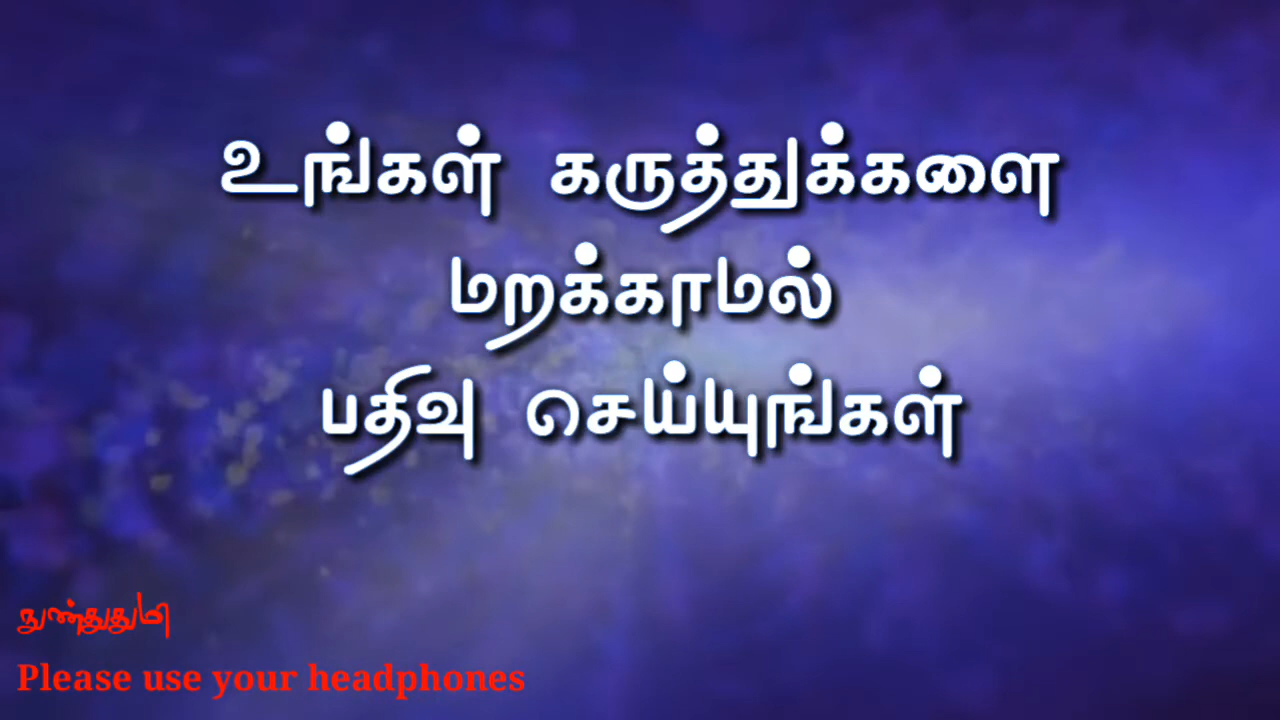 உங்கள் கருத்துக்களை
மறக்காமல்
பதிவு செய்யுங்கள்
நுண்துதுமி
Please use your headphones